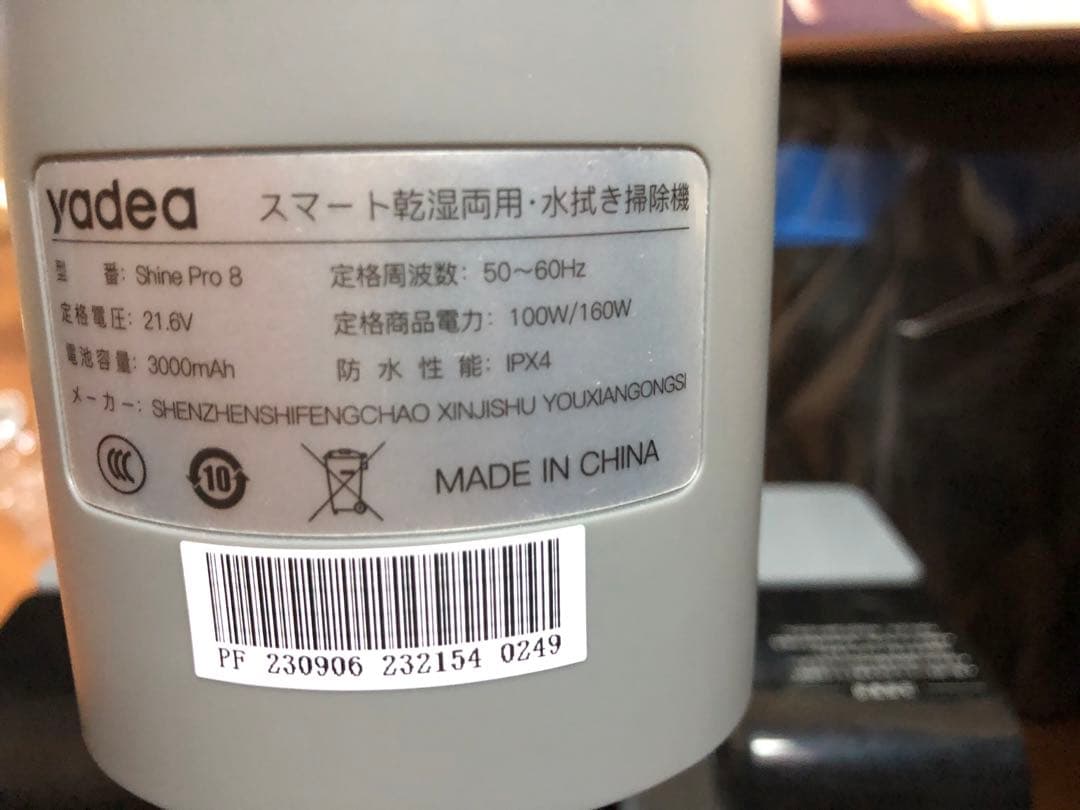 yadea スマート乾湿両用・水拭き掃除機
型 番: Shine Pro 8 定格周波数: 50～60Hz
定格電圧: 21.6V 定格商品電力: 100W/160W
電池容量: 3000mAh 防水性能: IPX4
メーカー: SHENZHENSHIFENGCHAO XINJISHU YOUXIANGONGSI
CCC 10 MADE IN CHINA
PF 230906 232154 0249